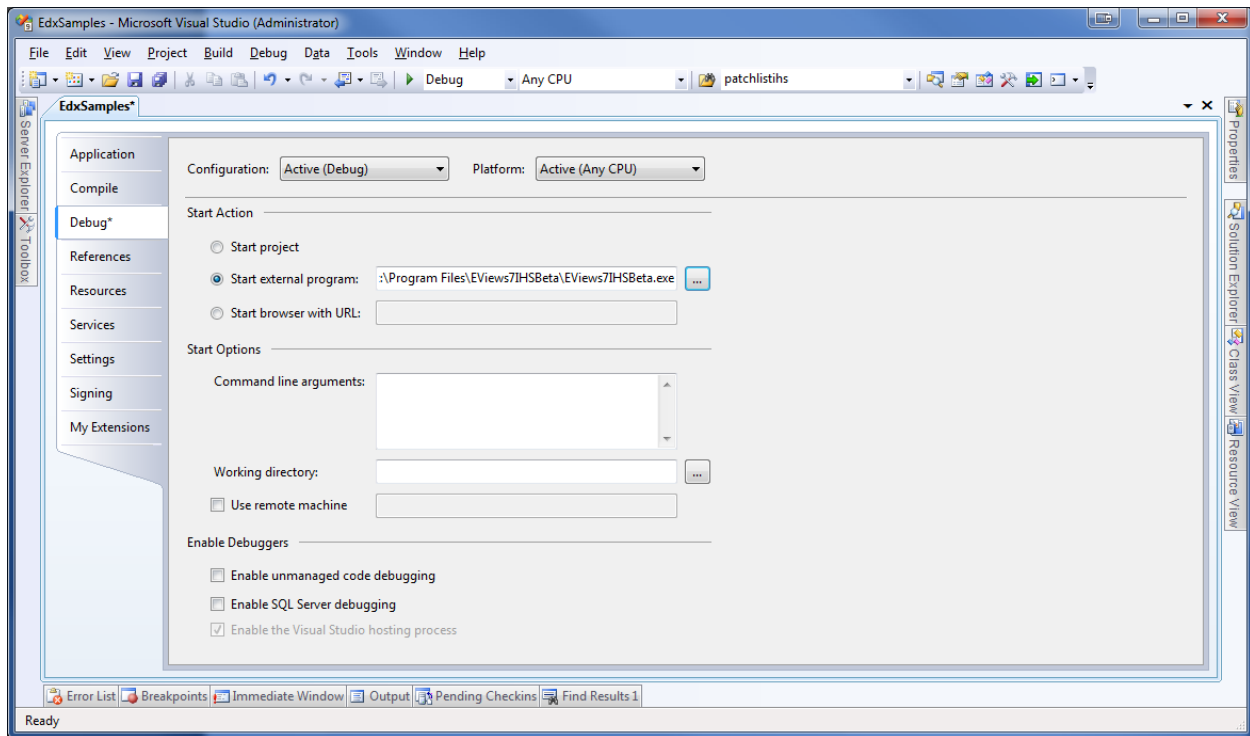 EdxSamples - Microsoft Visual Studio (Administrator)
File Edit View Project Build Debug Data Tools Window Help
Debug Any CPU patchlistihs
EdxSamples*
Server Explorer
Toolbox
Application
Compile
Debug*
References
Resources
Services
Settings
Signing
My Extensions
Configuration: Active (Debug) Platform: Active (Any CPU)
Start Action
Start project
Start external program: :\Program Files\EViews7IHSBeta\EViews7IHSBeta.exe ...
Start browser with URL:
Start Options
Command line arguments:
Working directory: ...
Use remote machine
Enable Debuggers
Enable unmanaged code debugging
Enable SQL Server debugging
Enable the Visual Studio hosting process
Properties
Solution Explorer
Class View
Resource View
Error List Breakpoints Immediate Window Output Pending Checkins Find Results 1
Ready